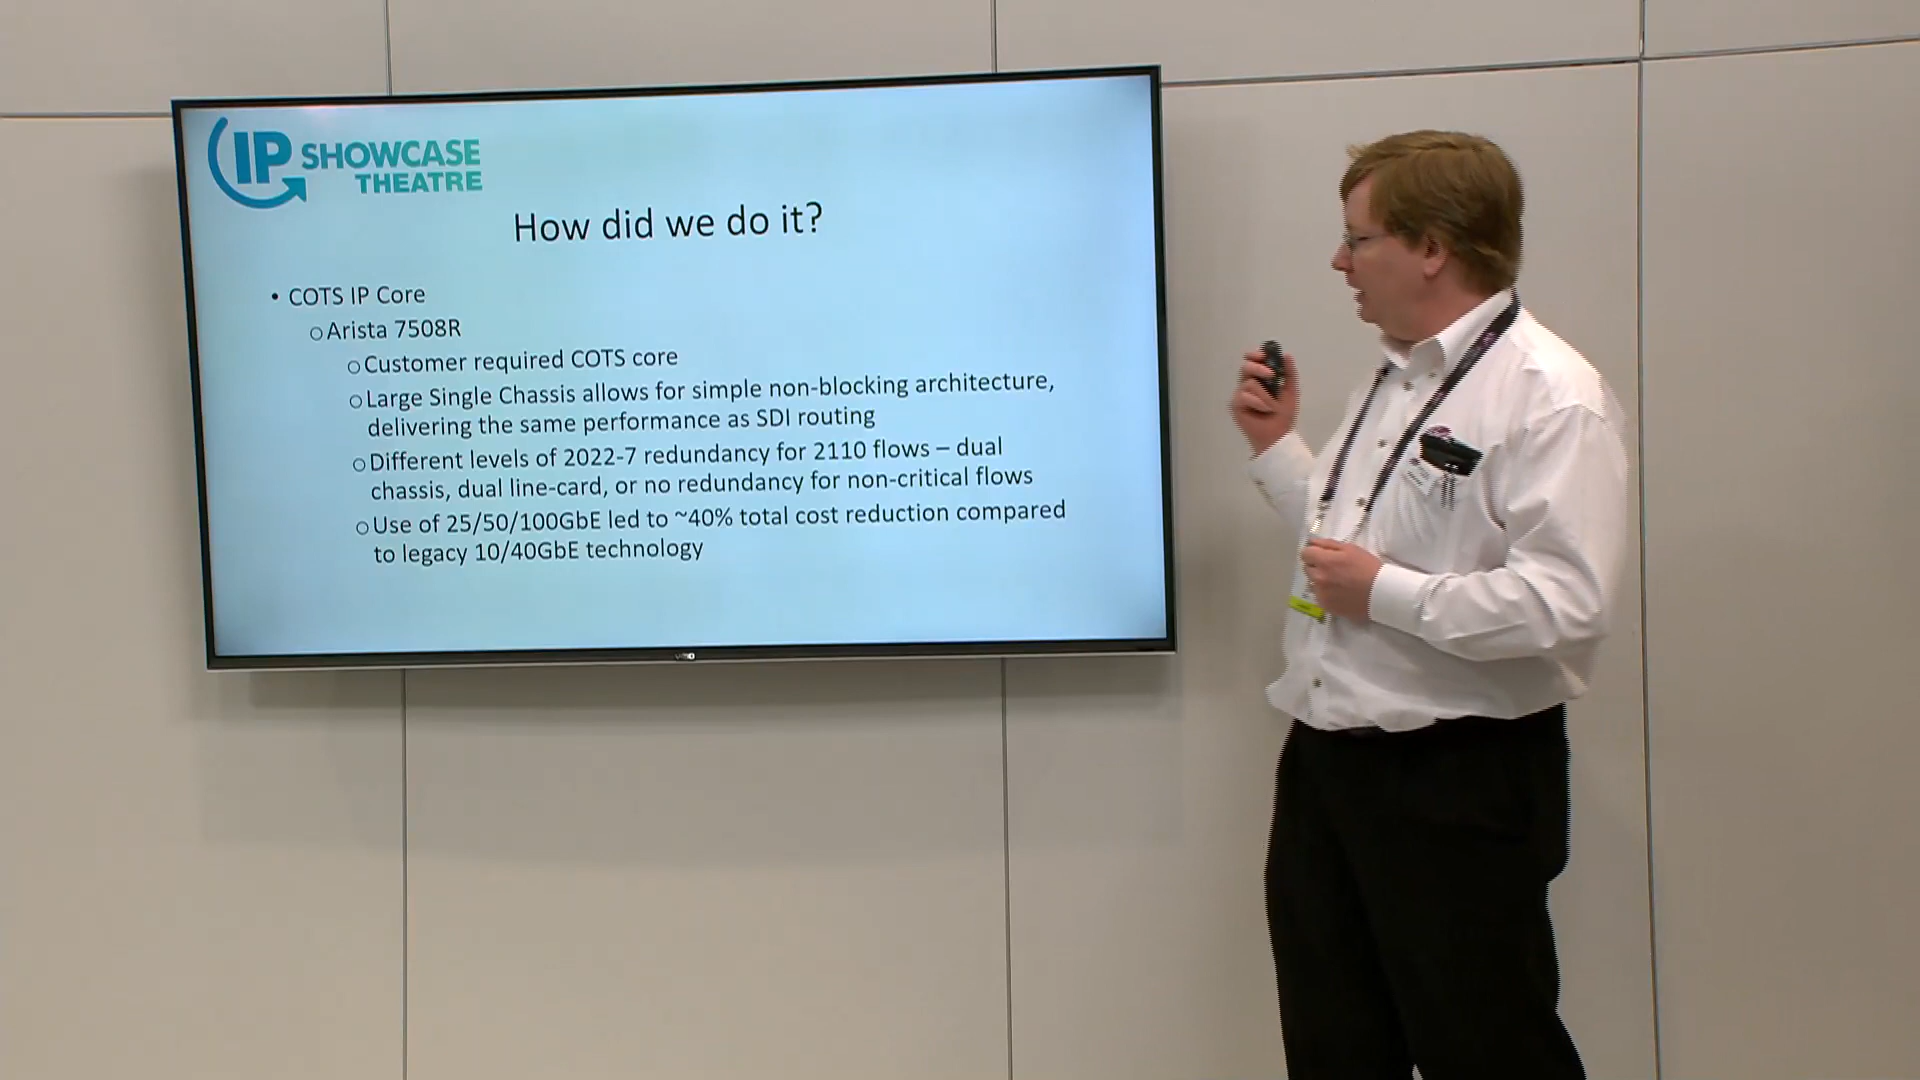 IP SHOWCASE
THEATRE
How did we do it?
• COTS IP Core
o Arista 7508R
o Customer required COTS core
o Large Single Chassis allows for simple non-blocking architecture,
delivering the same performance as SDI routing
o Different levels of 2022-7 redundancy for 2110 flows – dual
chassis, dual line-card, or no redundancy for non-critical flows
o Use of 25/50/100GbE led to ~40% total cost reduction compared
to legacy 10/40GbE technology
VIZIO